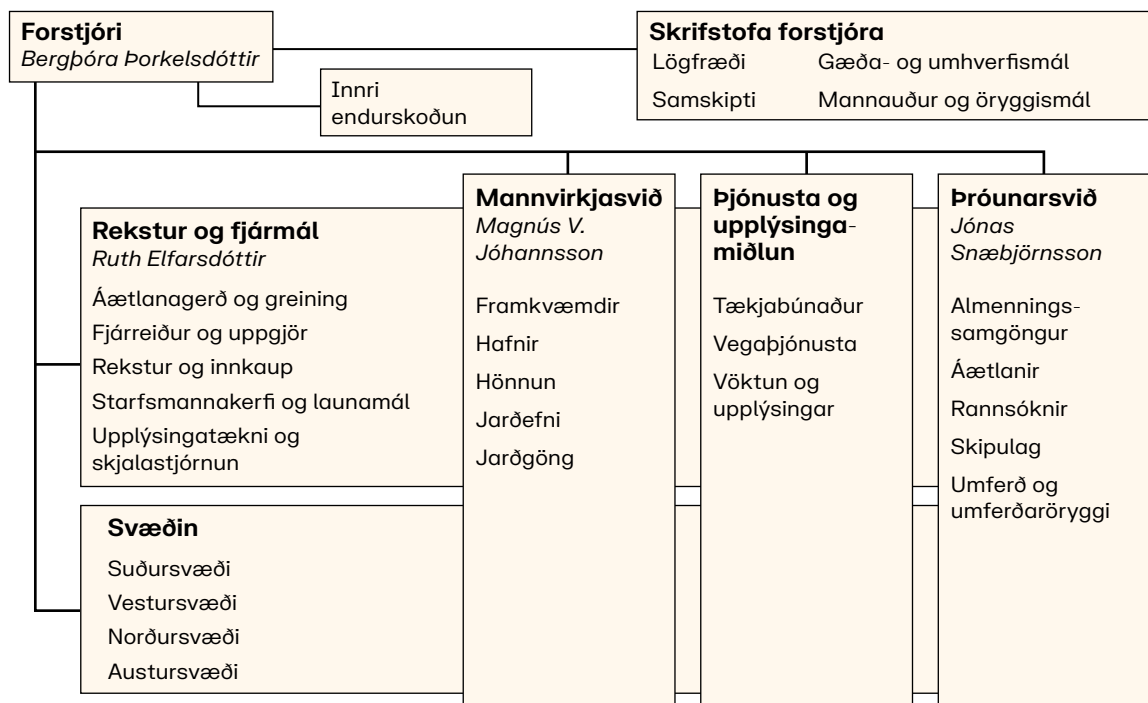 Forstjóri
Bergþóra Þorkelsdóttir
Skrifstofa forstjóra
Lögfræði Gæða- og umhverfismál
Samskipti Mannauður og öryggismál
Innri
endurskoðun
Rekstur og fjármál
Ruth Elfarsdóttir
Áætlanagerð og greining
Fjárreiður og uppgjör
Rekstur og innkaup
Starfsmannakerfi og launamál
Upplýsingatækni og
skjalastjórnun
Mannvirkjasvið
Magnús V.
Jóhannsson
Framkvæmdir
Hafnir
Hönnun
Jarðefni
Jarðgöng
Þjónusta og
upplýsinga-
miðlun
Tækjabúnaður
Vegaþjónusta
Vöktun og
upplýsingar
Þróunarsvið
Jónas
Snæbjörnsson
Almennings-
samgöngur
Áætlanir
Rannsóknir
Skipulag
Umferð og
umferðaröryggi
Svæðin
Suðursvæði
Vestursvæði
Norðursvæði
Austursvæði